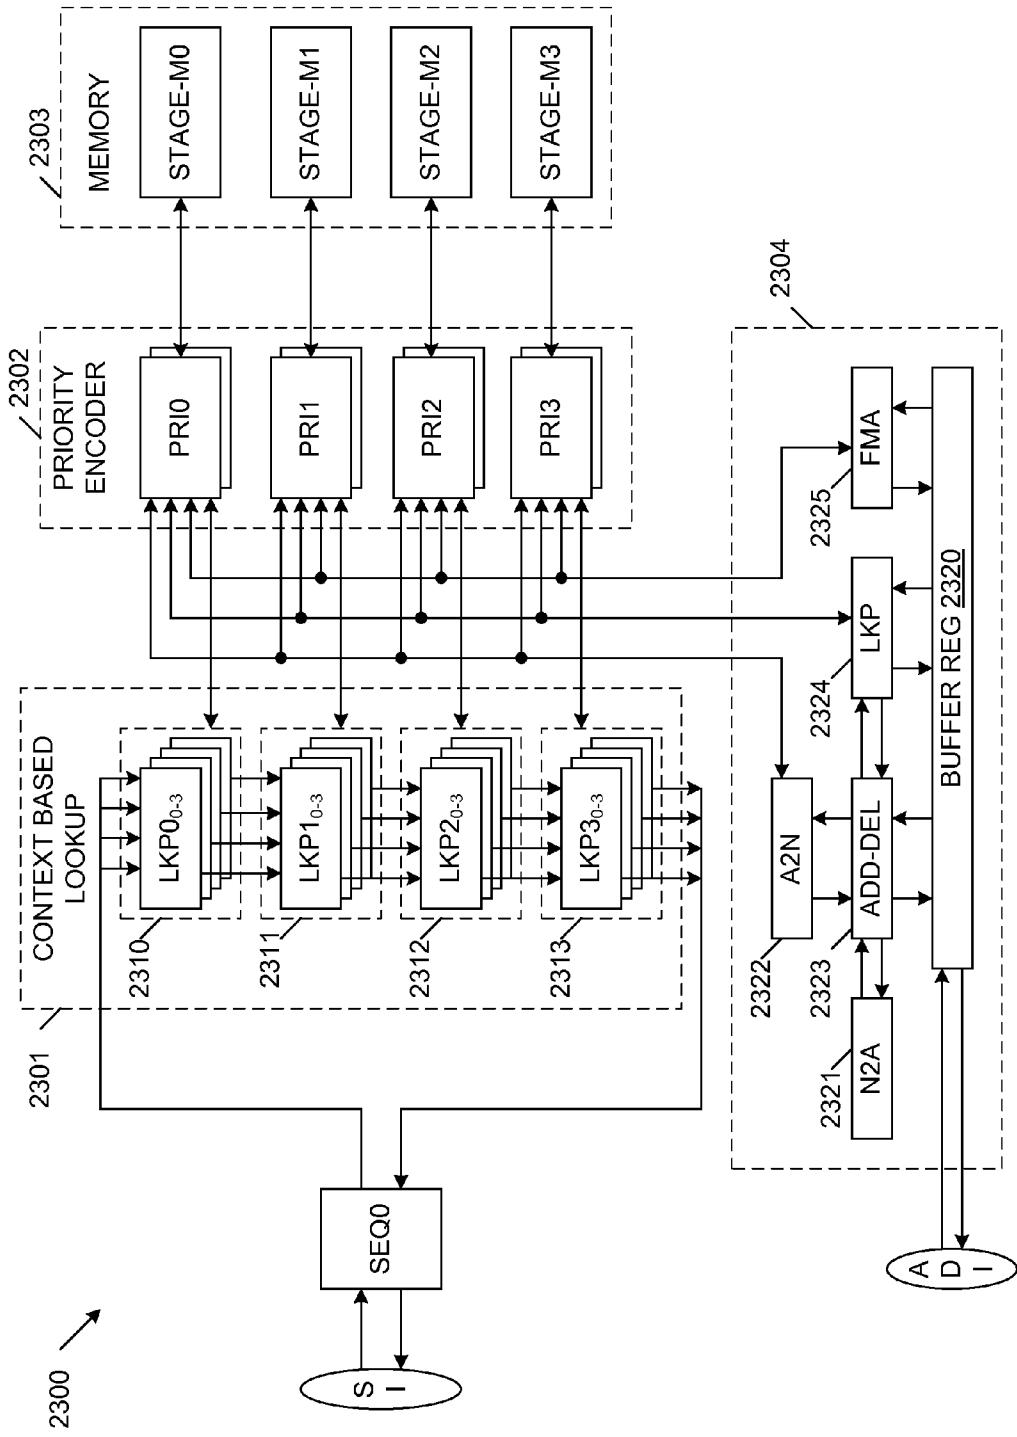 2300
S
I
SEQ0
2301
CONTEXT BASED
LOOKUP
2310
LKP0₀₋₃
2311
LKP1₀₋₃
2312
LKP2₀₋₃
2313
LKP3₀₋₃
2302
PRIORITY
ENCODER
PRI0
PRI1
PRI2
PRI3
2303
MEMORY
STAGE-M0
STAGE-M1
STAGE-M2
STAGE-M3
2304
A
D
I
2321
N2A
2322
A2N
2323
ADD-DEL
2324
LKP
2325
FMA
BUFFER REG 2320